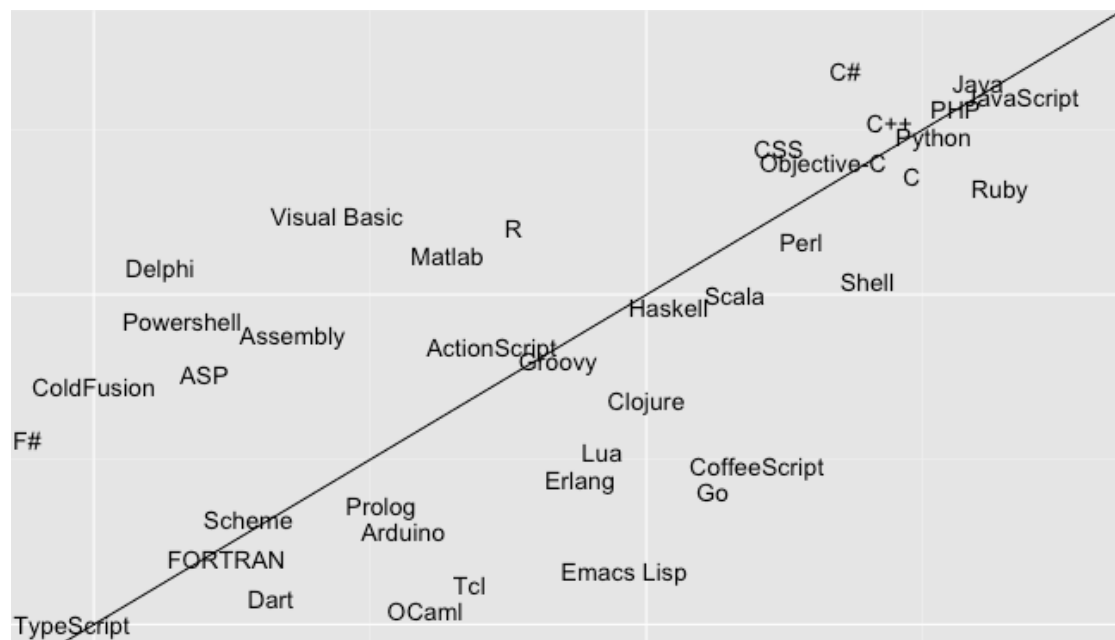 C#
Java
JavaScript
PHP
C++
Python
CSS
Objective-C
C
Ruby
Visual Basic
R
Perl
Matlab
Delphi
Shell
Scala
Haskell
Powershell
Assembly
ActionScript
Groovy
ASP
ColdFusion
Clojure
F#
Lua
CoffeeScript
Erlang
Go
Prolog
Scheme
Arduino
FORTRAN
Emacs Lisp
Tcl
Dart
OCaml
TypeScript